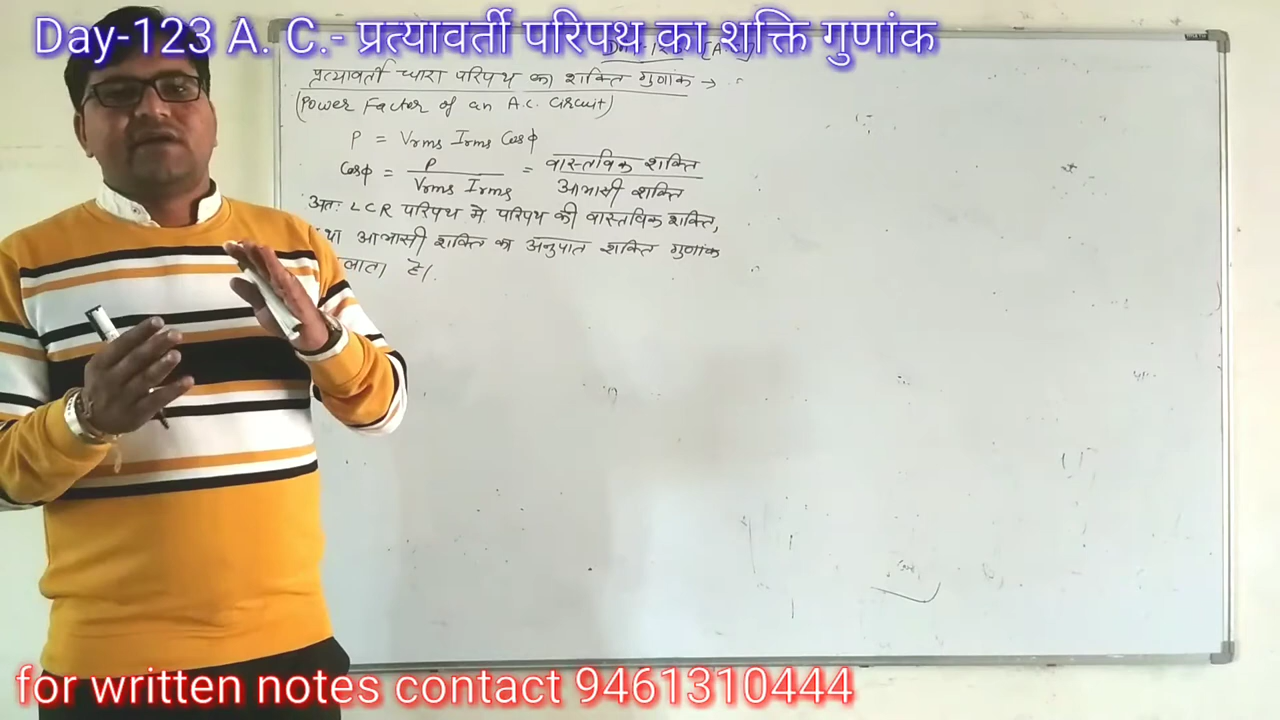 Day-123 A. C.- प्रत्यावर्ती परिपथ का शक्ति गुणांक
प्रत्यावर्ती धारा परिपथ का शक्ति गुणांक →
(Power Factor of an A.C. Circuit)
P = Vrms Irms Cosφ
Cosφ = P / Vrms Irms = वास्तविक शक्ति / आभासी शक्ति
अतः LCR परिपथ में परिपथ की वास्तविक शक्ति,
आभासी शक्ति का अनुपात शक्ति गुणांक
है।
for written notes contact 9461310444